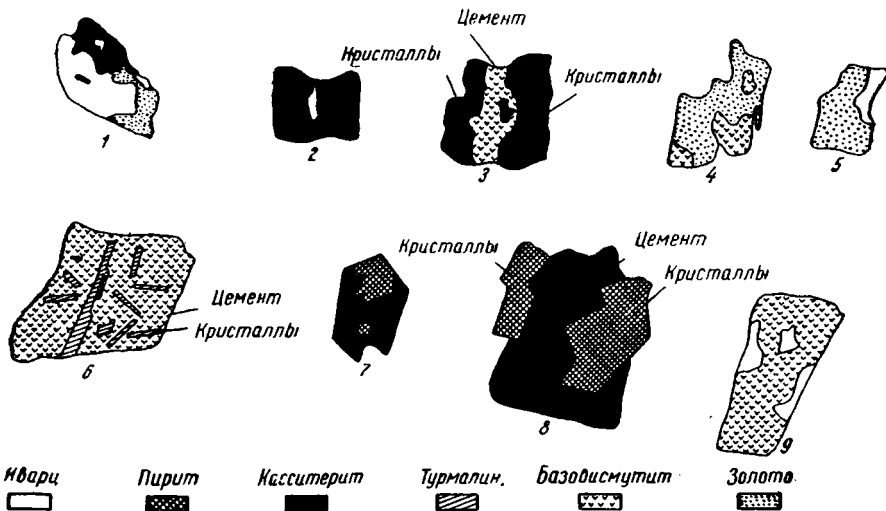 Цемент
Кристаллы
Кристаллы
1
2
3
4
5
Кристаллы
Цемент
Кристаллы
Цемент
Кристаллы
6
7
8
9
Кварц Пирит Касситерит Турмалин. Базовисмутит Золото